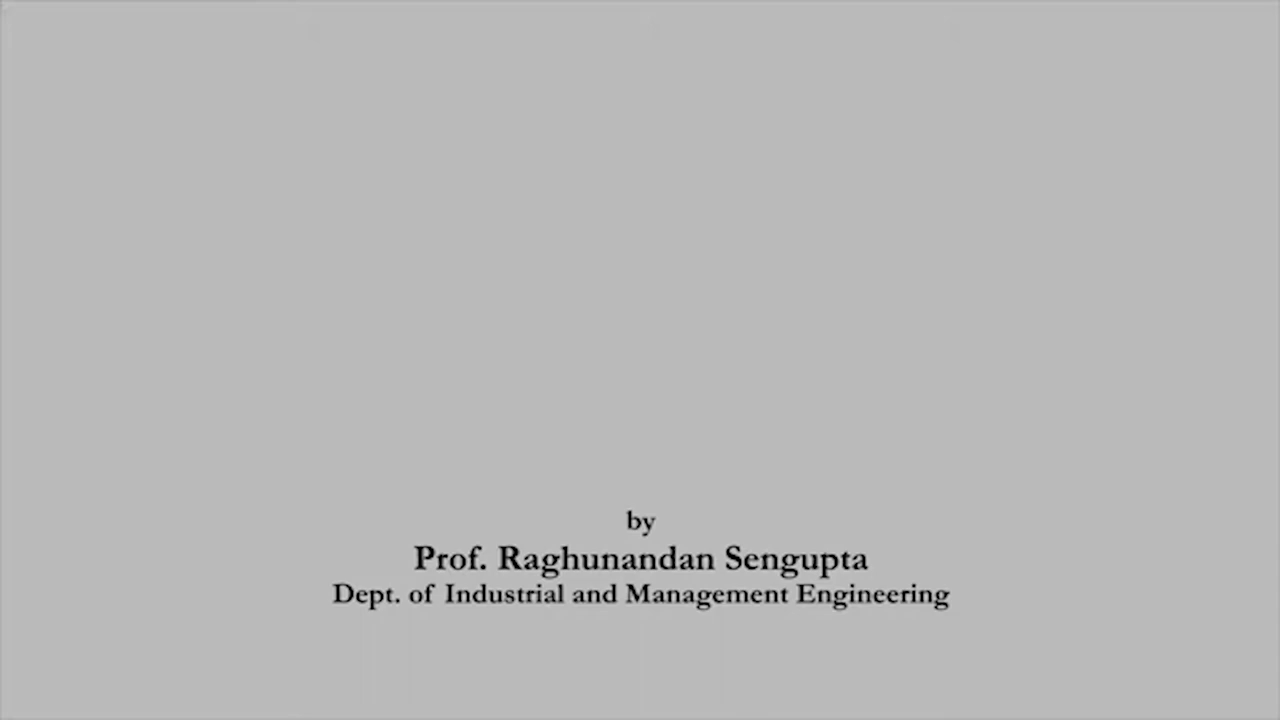 by
Prof. Raghunandan Sengupta
Dept. of Industrial and Management Engineering